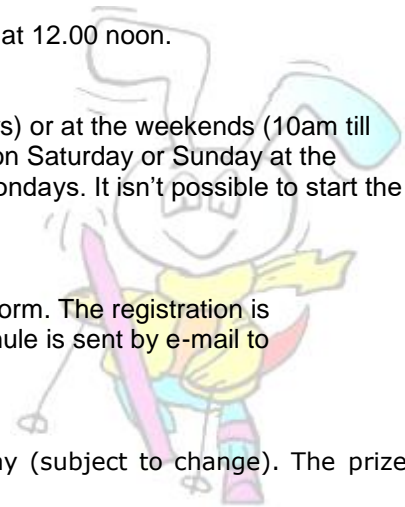 at 12.00 noon.
s) or at the weekends (10am till
on Saturday or Sunday at the
ondays. It isn’t possible to start the
orm. The registration is
ule is sent by e-mail to
y (subject to change). The prize